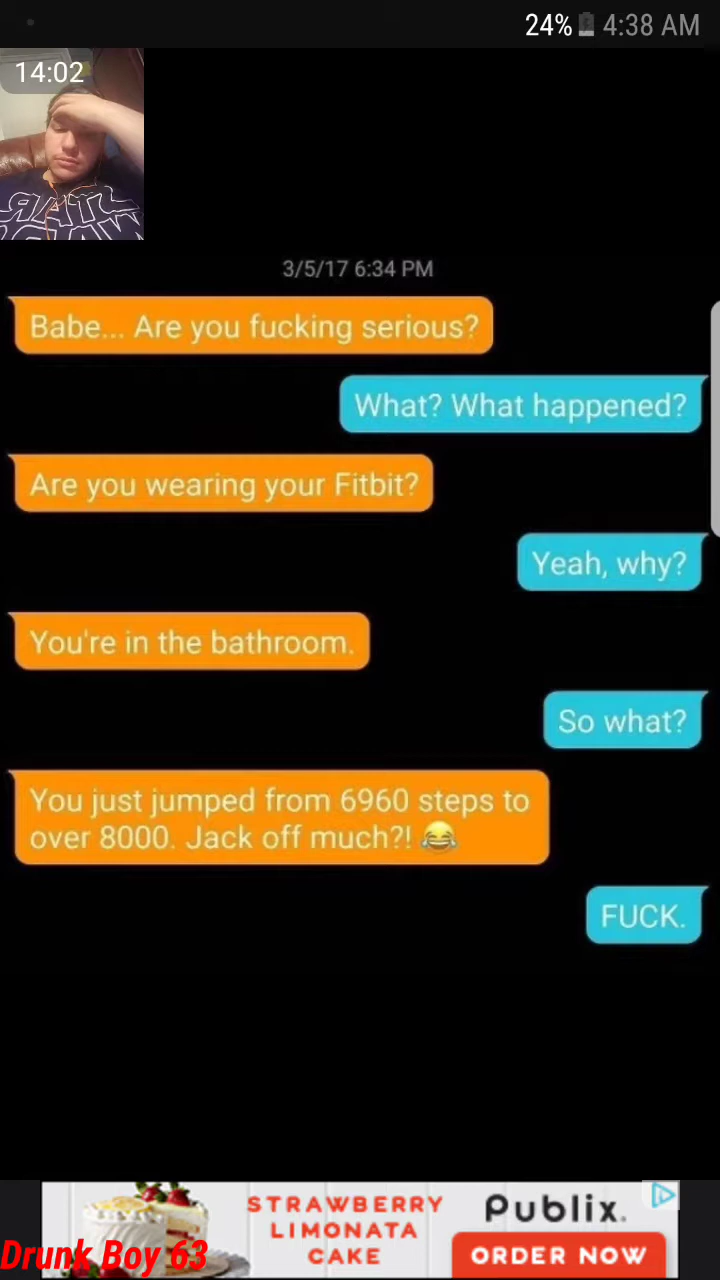 24% 4:38 AM
14:02
3/5/17 6:34 PM
Babe... Are you fucking serious?
What? What happened?
Are you wearing your Fitbit?
Yeah, why?
You're in the bathroom.
So what?
You just jumped from 6960 steps to
over 8000. Jack off much?! 😂
FUCK.
STRAWBERRY
LIMONATA
CAKE
Publix.
ORDER NOW
Drunk Boy 63